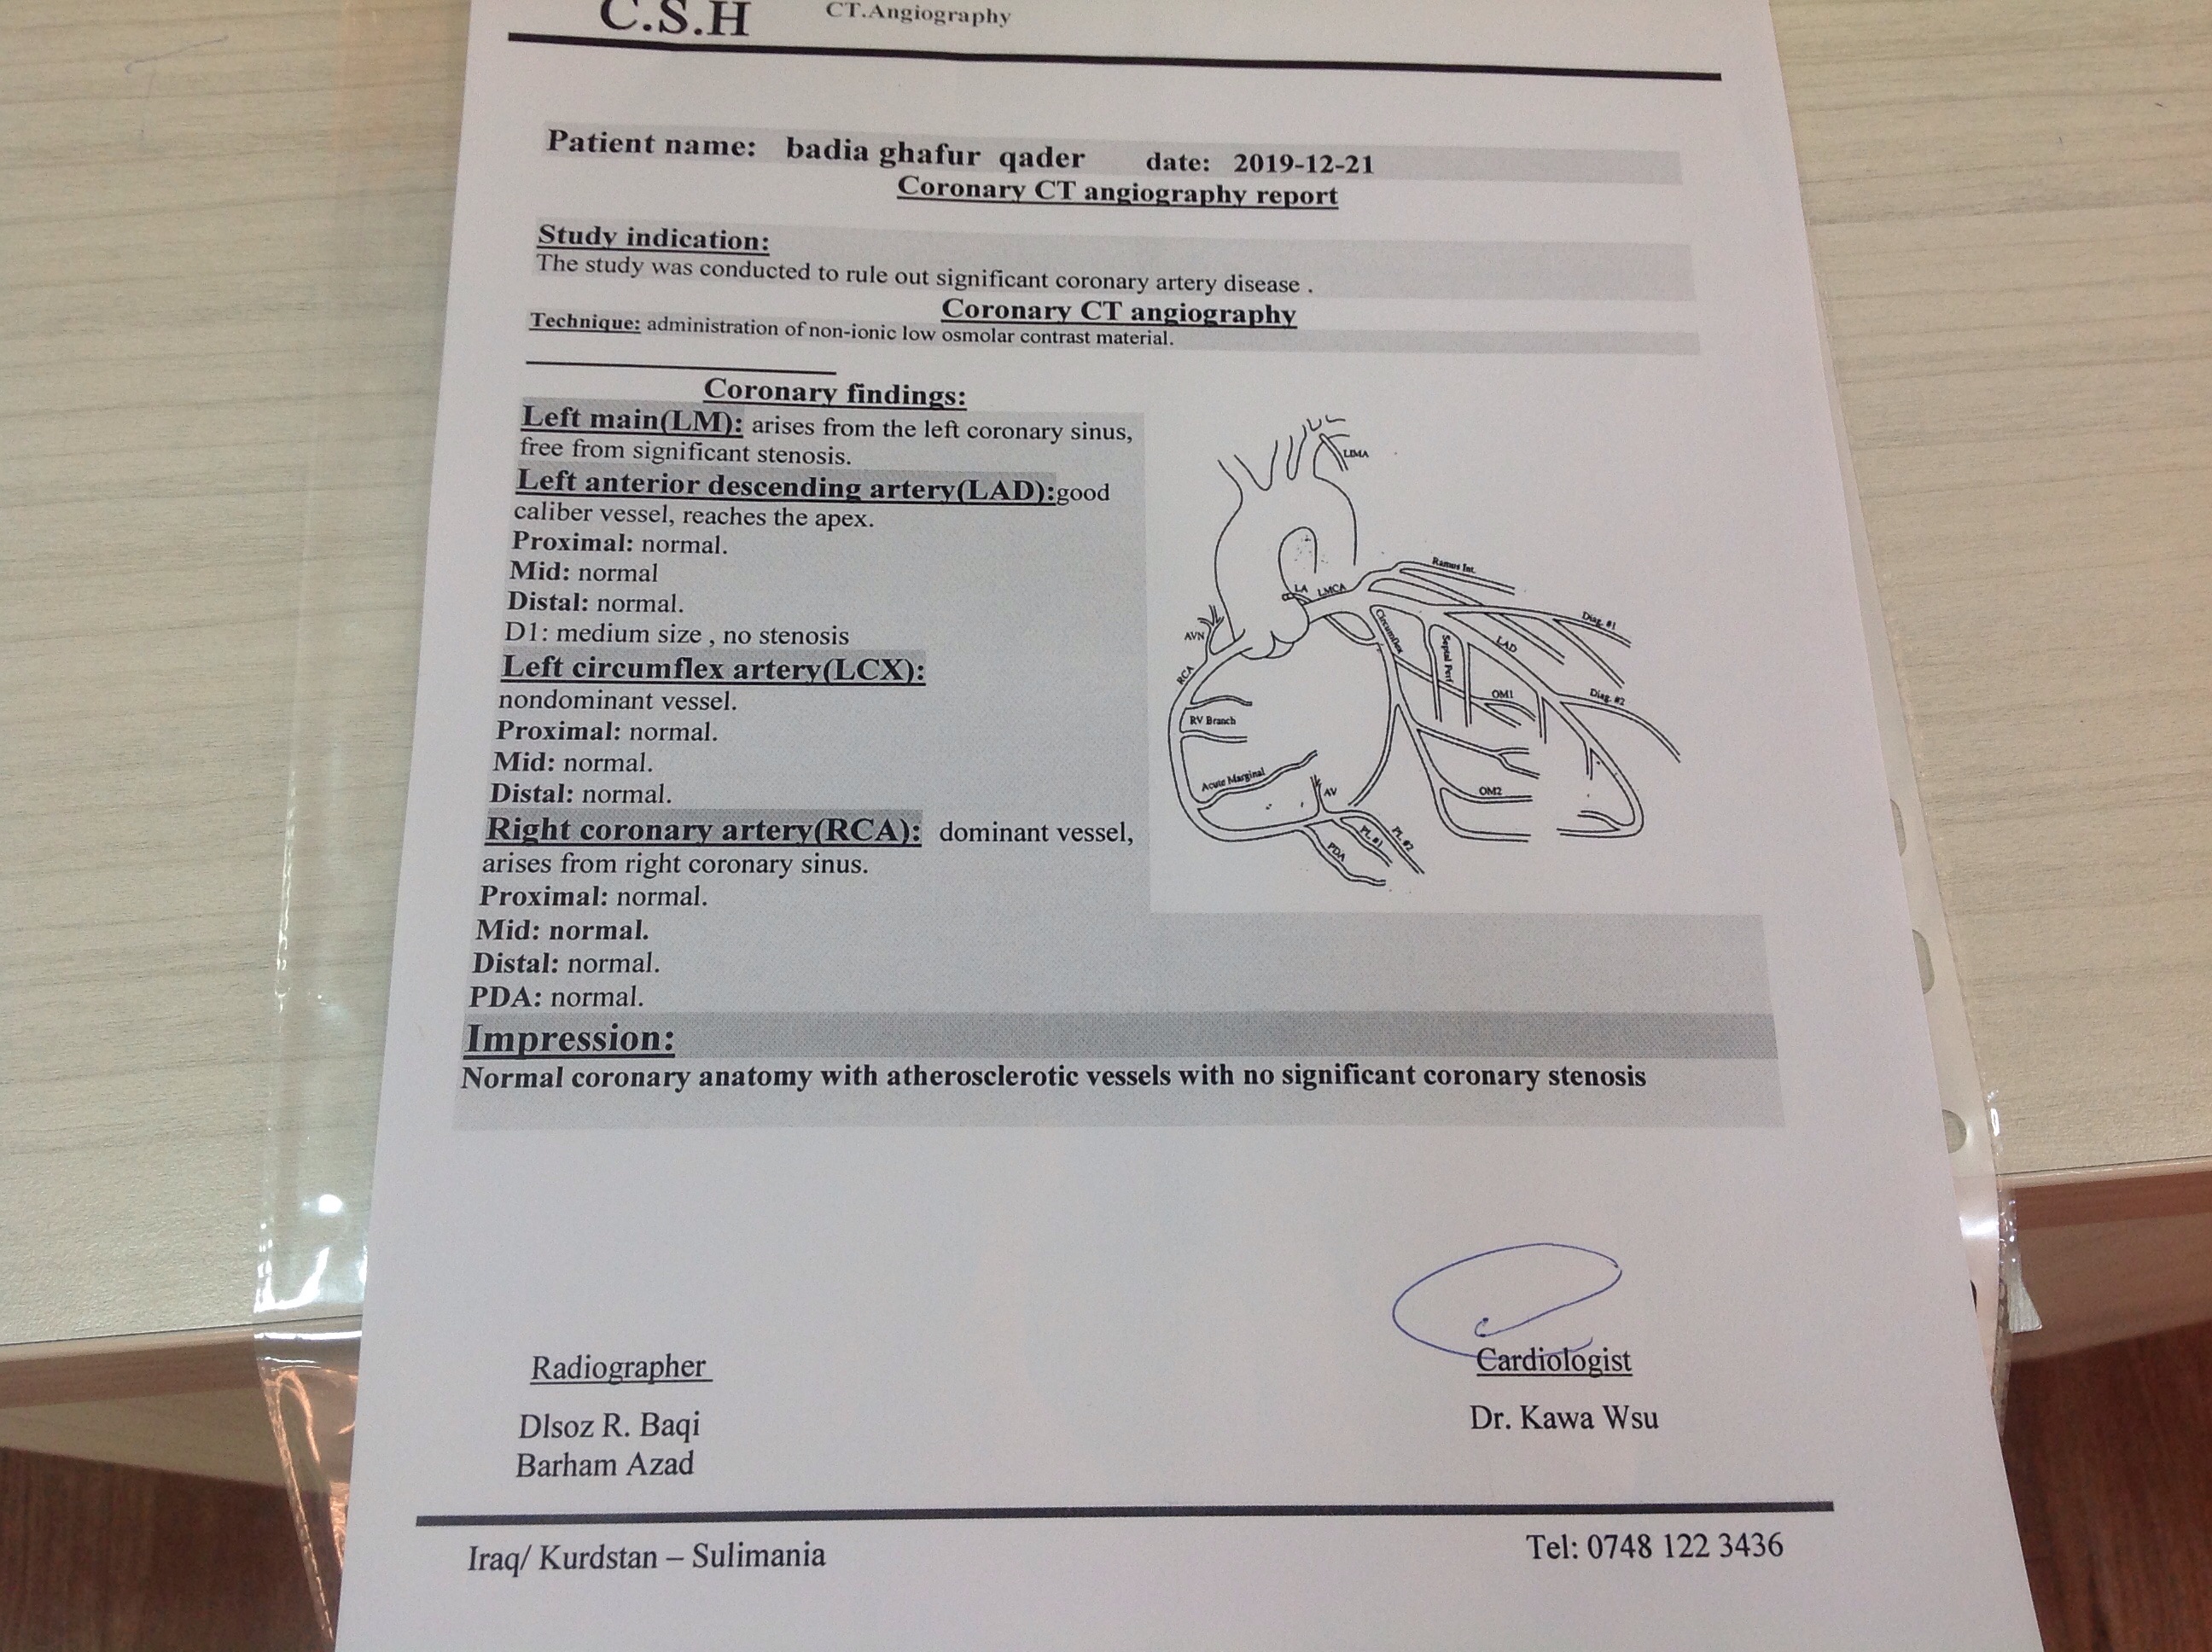 C.S.H CT.Angiography
Patient name: badia ghafur qader date: 2019-12-21
Coronary CT angiography report
Study indication:
The study was conducted to rule out significant coronary artery disease .
Coronary CT angiography
Technique: administration of non-ionic low osmolar contrast material.
Coronary findings:
Left main(LM): arises from the left coronary sinus,
free from significant stenosis.
Left anterior descending artery(LAD):good
caliber vessel, reaches the apex.
Proximal: normal.
Mid: normal
Distal: normal.
D1: medium size , no stenosis
Left circumflex artery(LCX):
nondominant vessel.
Proximal: normal.
Mid: normal.
Distal: normal.
Right coronary artery(RCA): dominant vessel,
arises from right coronary sinus.
Proximal: normal.
Mid: normal.
Distal: normal.
PDA: normal.
LIMA
Ramus Int.
LA LMCA
Diag. #1
AVN
Circumflex
Septal Perf
LAD
RCA
OM1
Diag. #2
RV Branch
Acute Marginal
AV
OM2
PL #1
PL #2
PDA
Impression:
Normal coronary anatomy with atherosclerotic vessels with no significant coronary stenosis
Radiographer
Cardiologist
Dlsoz R. Baqi
Dr. Kawa Wsu
Barham Azad
Iraq/ Kurdstan – Sulimania
Tel: 0748 122 3436